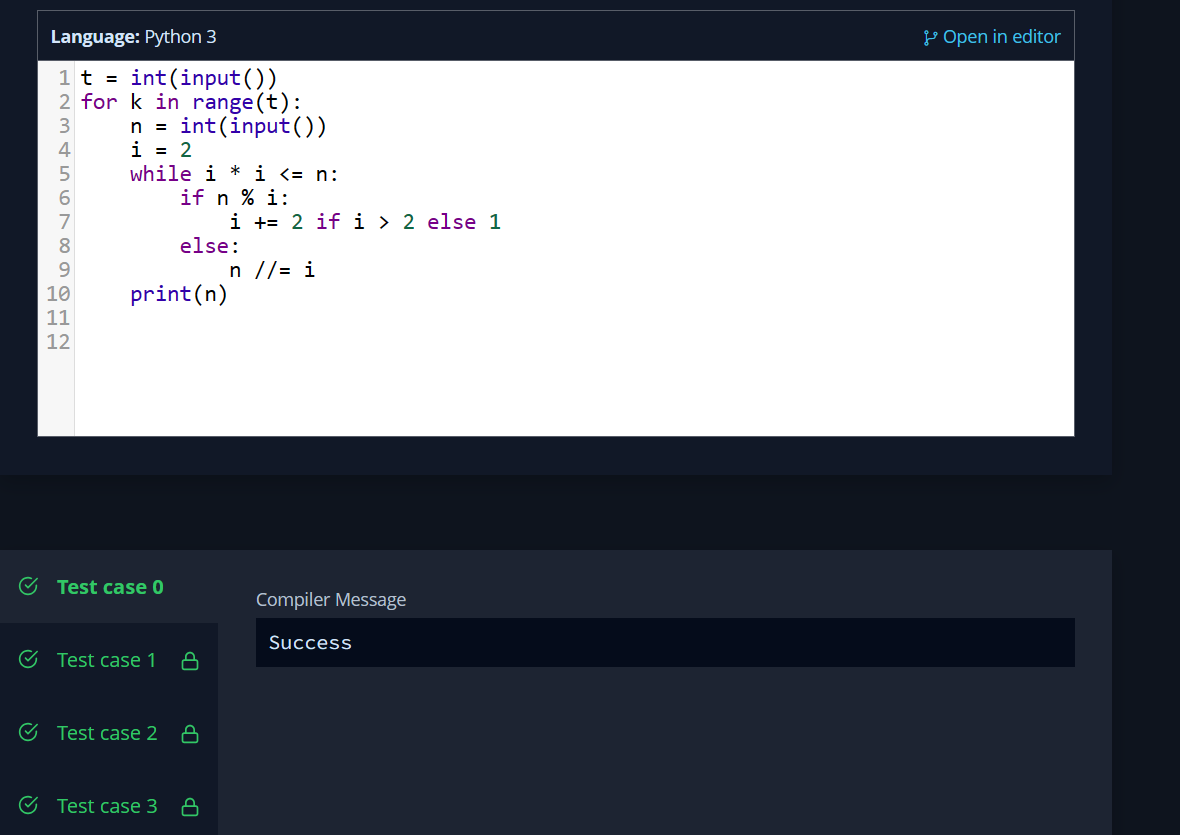 Language: Python 3
Open in editor
1 t = int(input())
2 for k in range(t):
3     n = int(input())
4     i = 2
5     while i * i <= n:
6         if n % i:
7             i += 2 if i > 2 else 1
8         else:
9             n //= i
10     print(n)
11
12
Test case 0
Compiler Message
Success
Test case 1
Test case 2
Test case 3